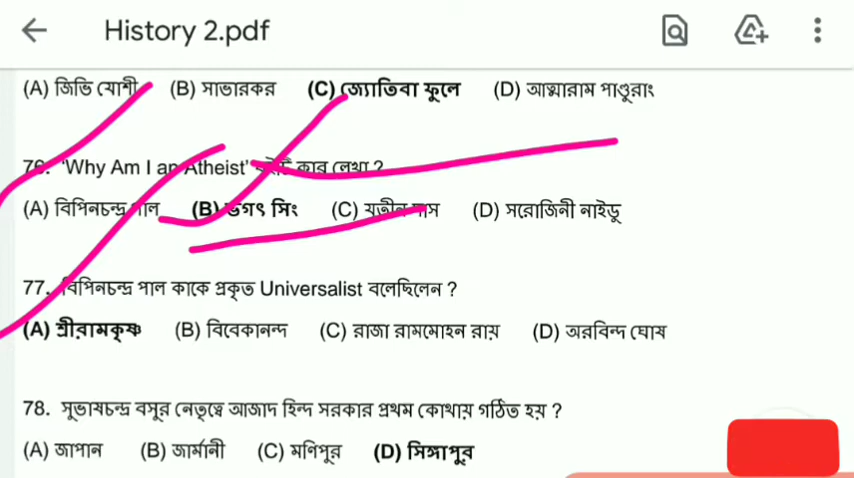 History 2.pdf
(A) জিভি যোশী (B) সাভারকর (C) জ্যোতিবা ফুলে (D) আত্মারাম পাণ্ডুরাং
76. 'Why Am I an Atheist' বইটি কার লেখা ?
(A) বিপিনচন্দ্র পাল (B) ভগৎ সিং (C) যতীন দাস (D) সরোজিনী নাইডু
77. বিপিনচন্দ্র পাল কাকে প্রকৃত Universalist বলেছিলেন ?
(A) শ্রীরামকৃষ্ণ (B) বিবেকানন্দ (C) রাজা রামমোহন রায় (D) অরবিন্দ ঘোষ
78. সুভাষচন্দ্র বসুর নেতৃত্বে আজাদ হিন্দ সরকার প্রথম কোথায় গঠিত হয় ?
(A) জাপান (B) জার্মানী (C) মণিপুর (D) সিঙ্গাপুর